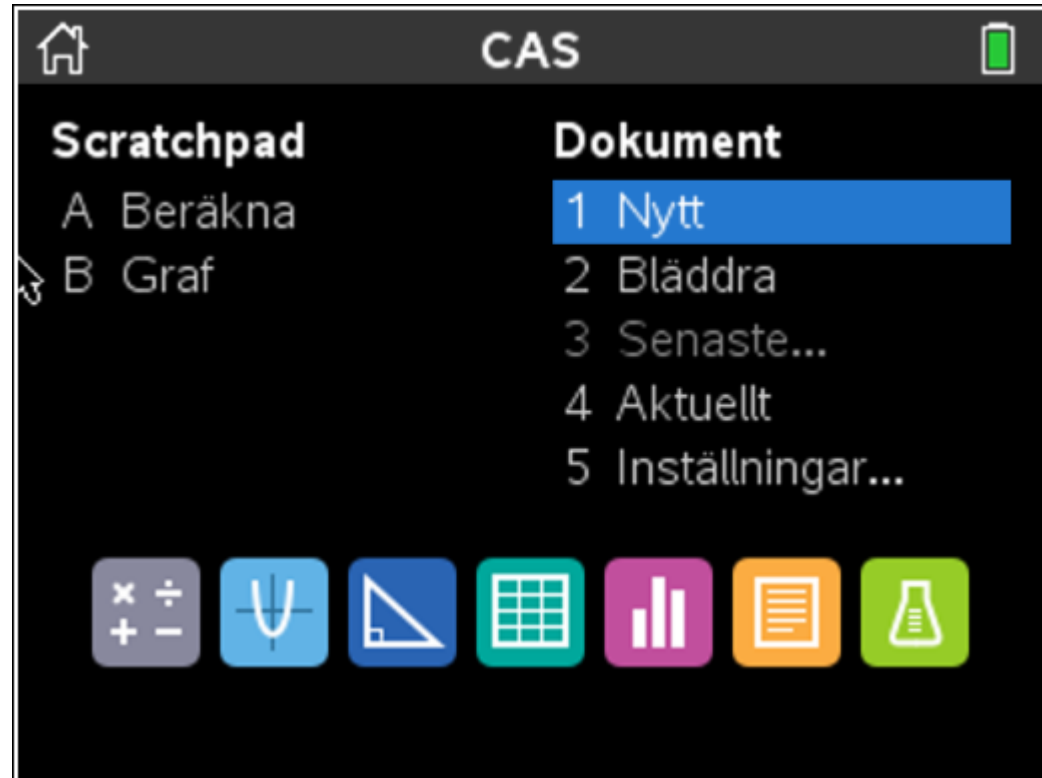 CAS
Scratchpad
A Beräkna
B Graf
Dokument
1 Nytt
2 Bläddra
3 Senaste...
4 Aktuellt
5 Inställningar...